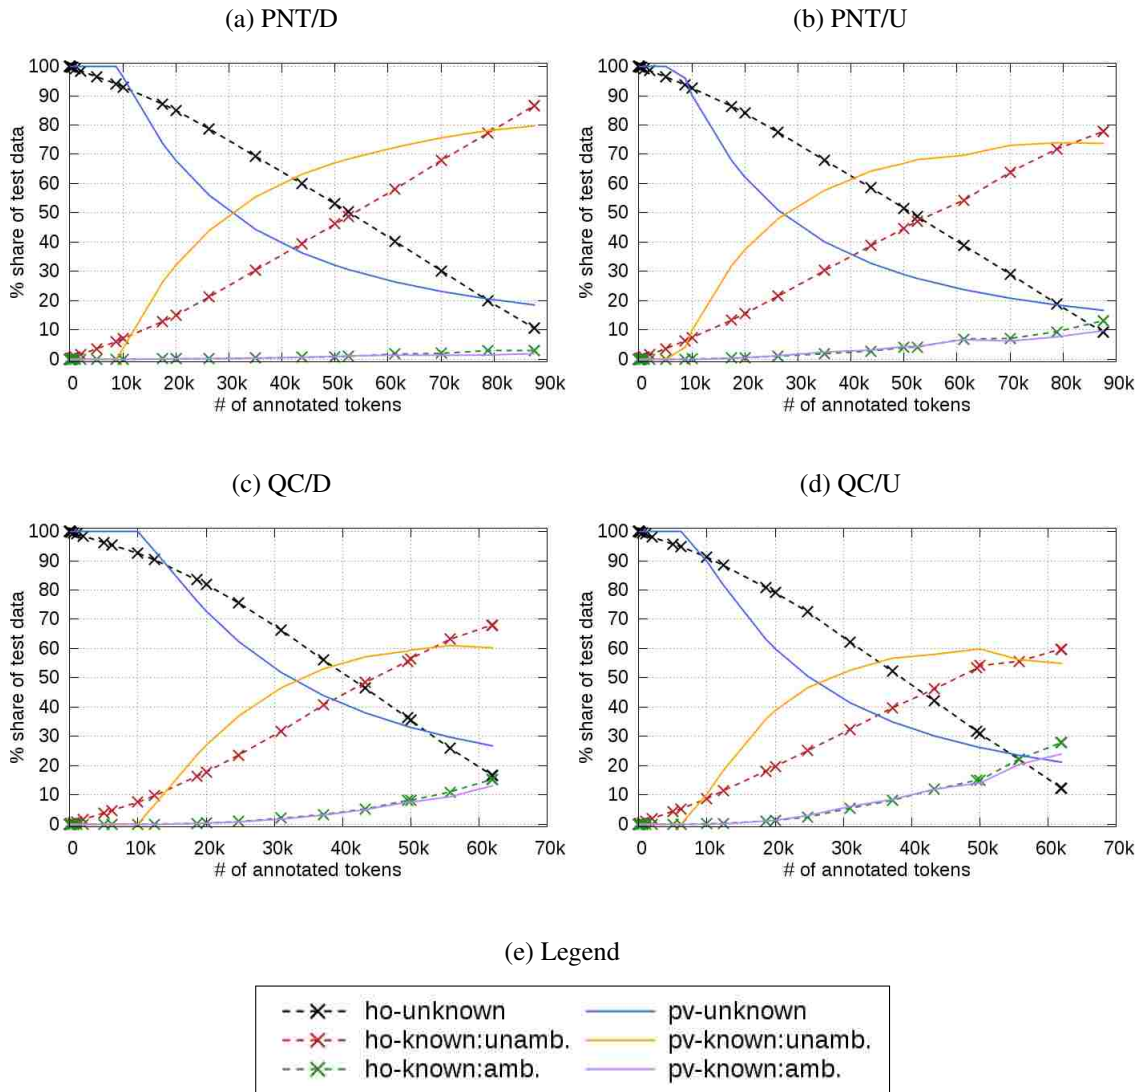 (a) PNT/D
(b) PNT/U
100
90
80
70
60
50
40
30
20
10
0
0 10k 20k 30k 40k 50k 60k 70k 80k 90k
# of annotated tokens
% share of test data
100
90
80
70
60
50
40
30
20
10
0
0 10k 20k 30k 40k 50k 60k 70k 80k 90k
# of annotated tokens
% share of test data
(c) QC/D
(d) QC/U
100
90
80
70
60
50
40
30
20
10
0
0 10k 20k 30k 40k 50k 60k 70k
# of annotated tokens
% share of test data
100
90
80
70
60
50
40
30
20
10
0
0 10k 20k 30k 40k 50k 60k 70k
# of annotated tokens
% share of test data
(e) Legend
ho-unknown pv-unknown
ho-known:unamb. pv-known:unamb.
ho-known:amb. pv-known:amb.